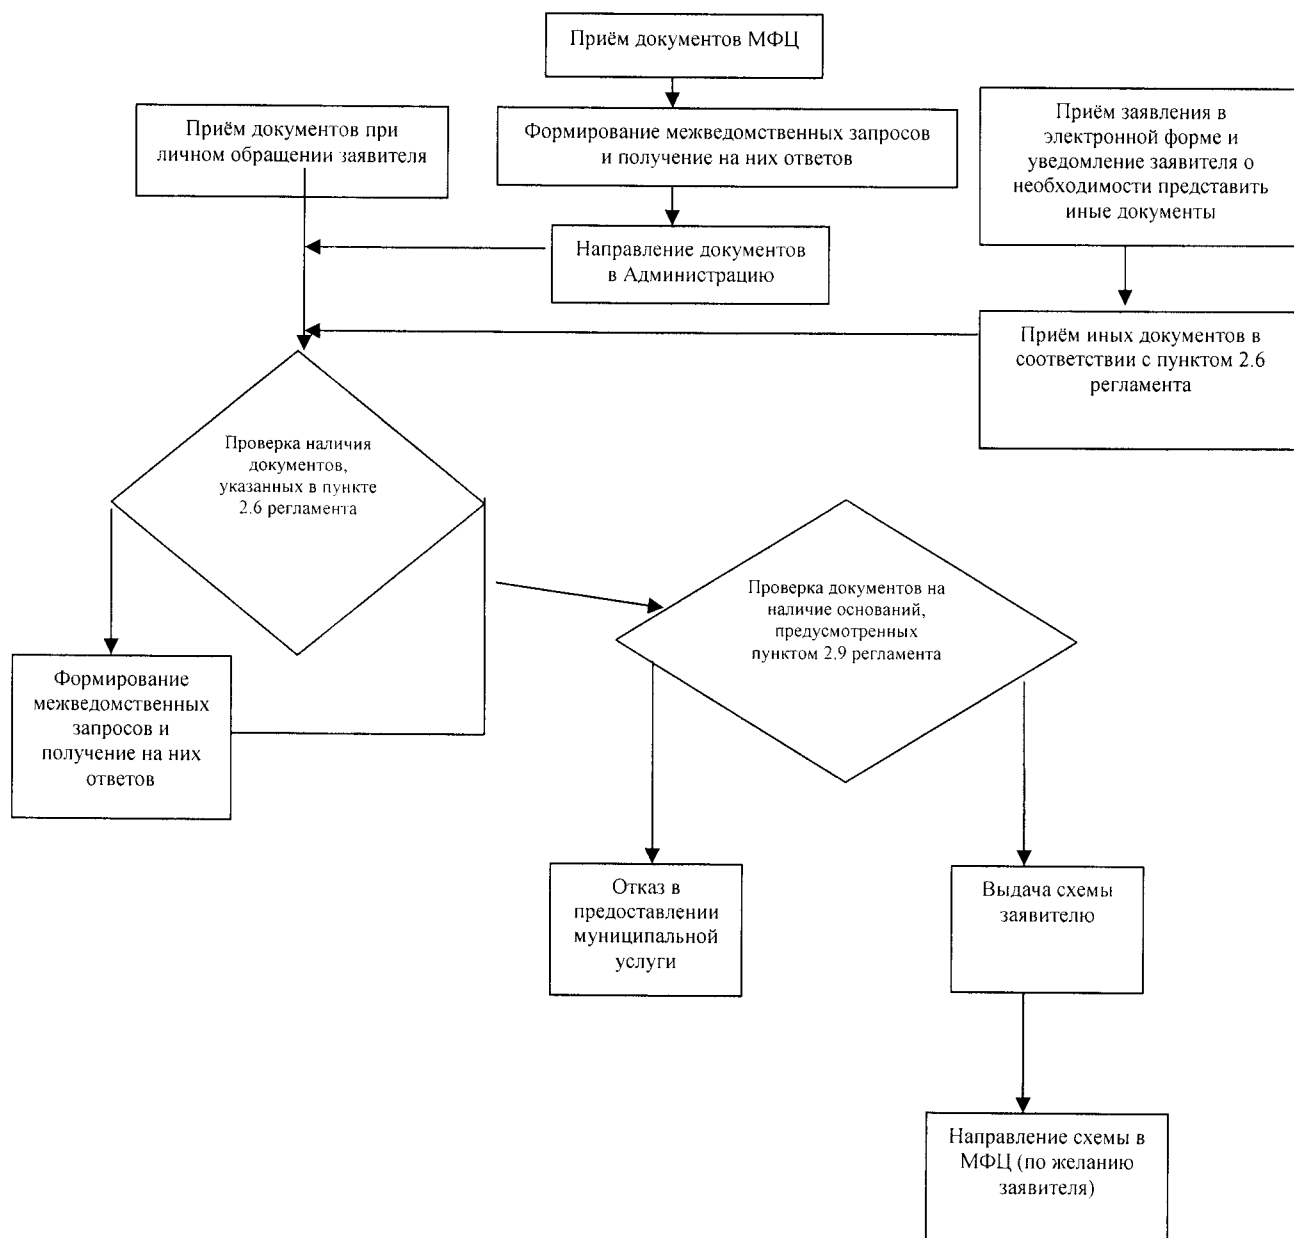 Приём документов МФЦ
Приём документов при
личном обращении заявителя
Формирование межведомственных запросов
и получение на них ответов
Приём заявления в
электронной форме и
уведомление заявителя о
необходимости представить
иные документы
Направление документов
в Администрацию
Приём иных документов в
соответствии с пунктом 2.6
регламента
Проверка наличия
документов,
указанных в пункте
2.6 регламента
Проверка документов на
наличие оснований,
предусмотренных
пунктом 2.9 регламента
Формирование
межведомственных
запросов и
получение на них
ответов
Отказ в
предоставлении
муниципальной
услуги
Выдача схемы
заявителю
Направление схемы в
МФЦ (по желанию
заявителя)